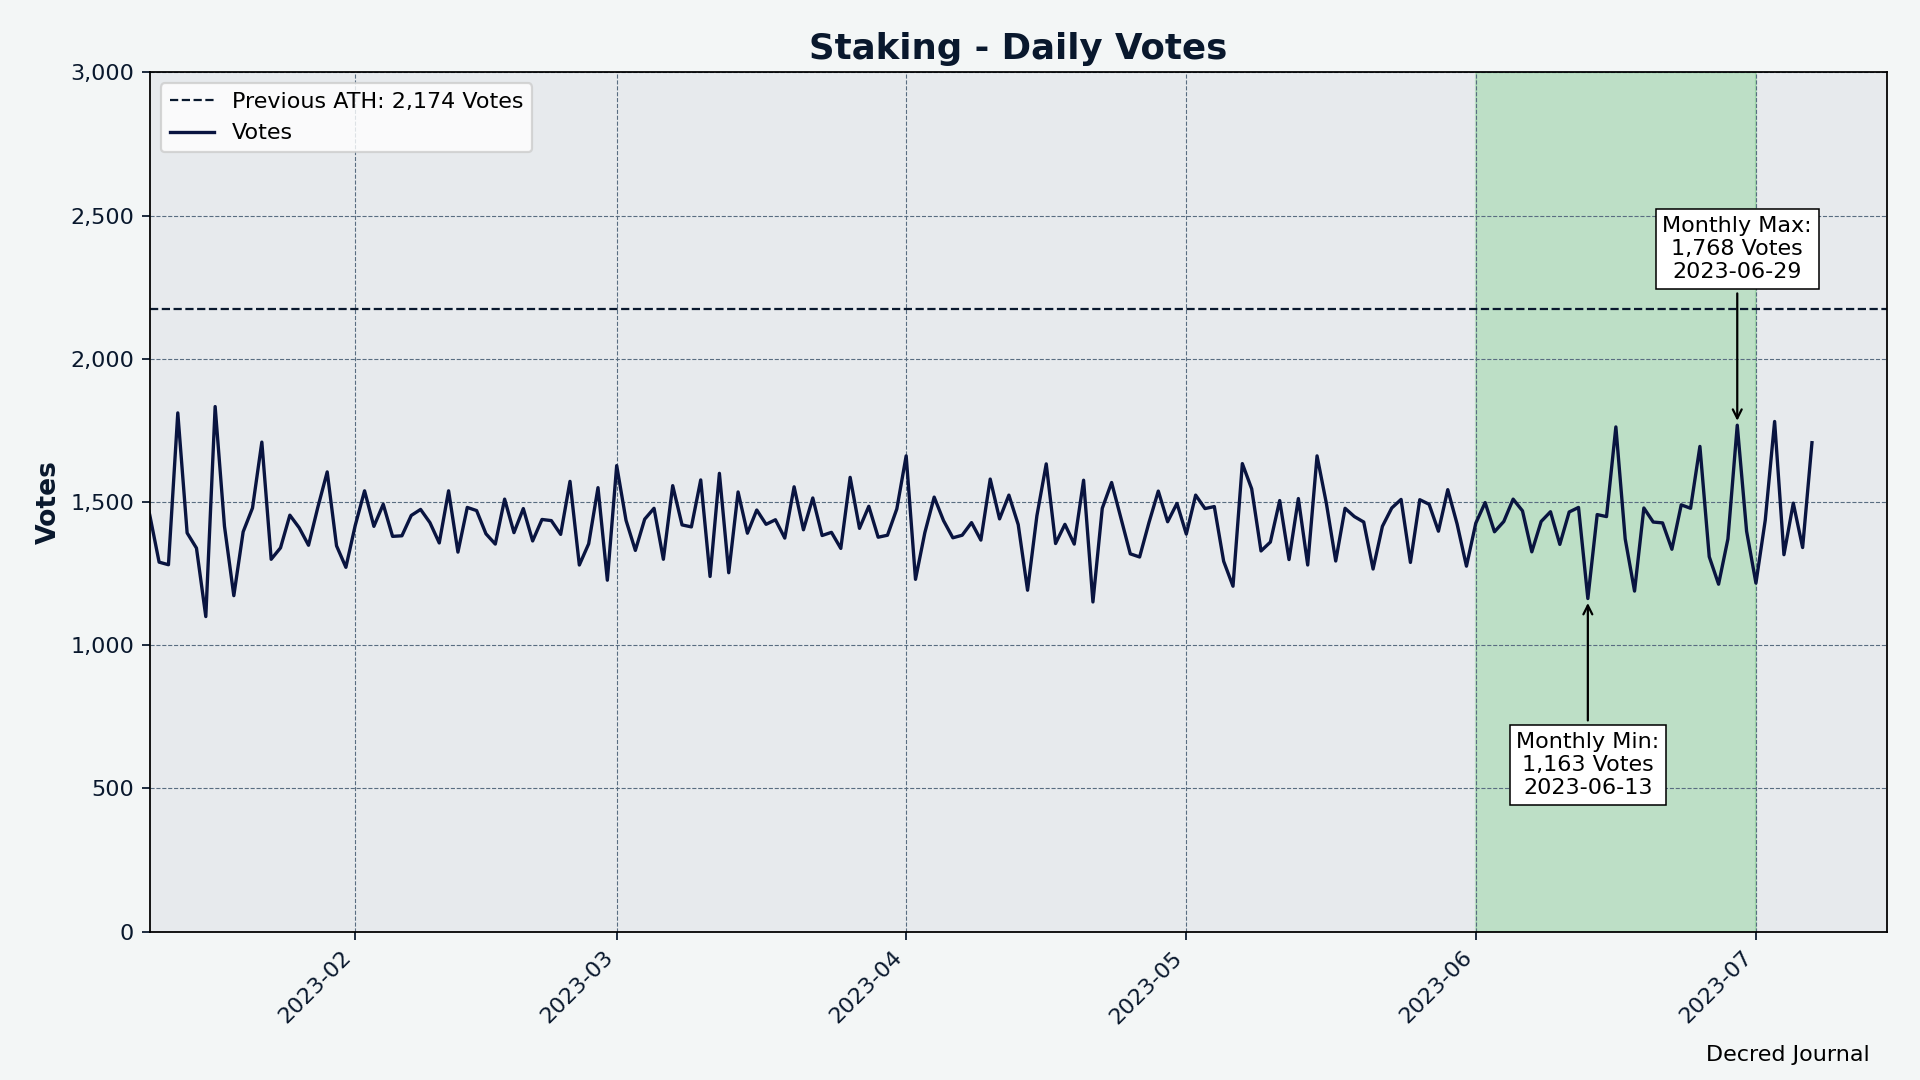 Staking - Daily Votes
3,000
2,500
2,000
1,500
1,000
500
0
Votes
Previous ATH: 2,174 Votes
Votes
Monthly Max:
1,768 Votes
2023-06-29
Monthly Min:
1,163 Votes
2023-06-13
2023-02
2023-03
2023-04
2023-05
2023-06
2023-07
Decred Journal